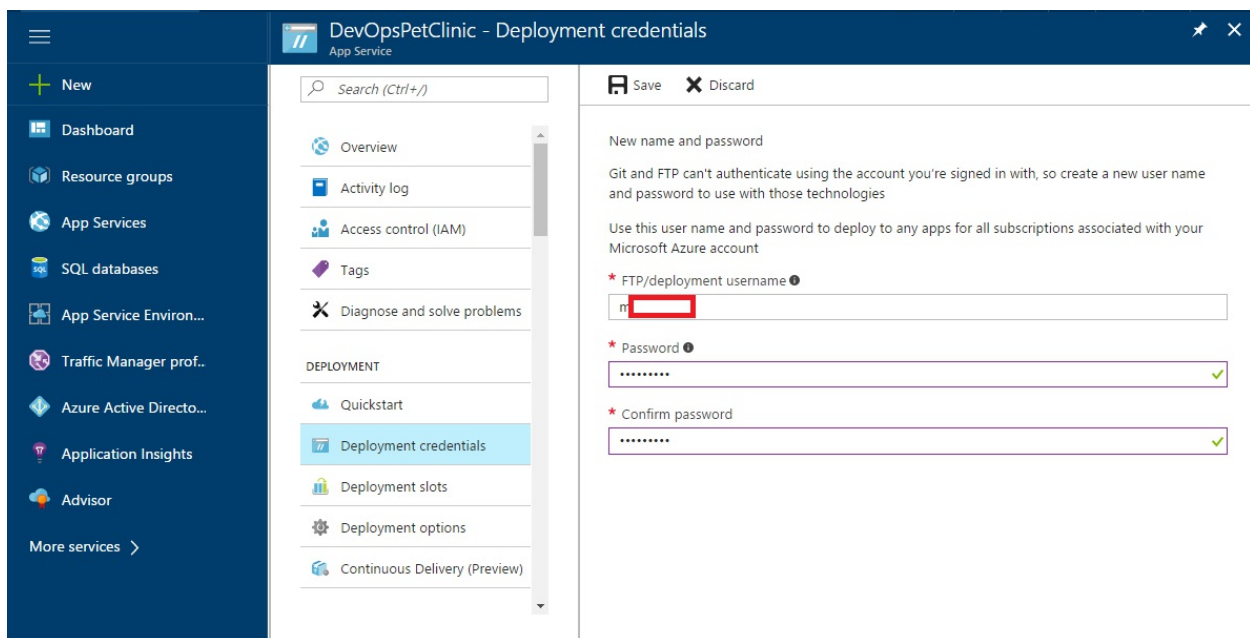 DevOpsPetClinic - Deployment credentials
App Service
New
Dashboard
Resource groups
App Services
SQL databases
App Service Environ...
Traffic Manager prof..
Azure Active Directo...
Application Insights
Advisor
More services
Search (Ctrl+/)
Overview
Activity log
Access control (IAM)
Tags
Diagnose and solve problems
DEPLOYMENT
Quickstart
Deployment credentials
Deployment slots
Deployment options
Continuous Delivery (Preview)
Save Discard
New name and password
Git and FTP can't authenticate using the account you're signed in with, so create a new user name
and password to use with those technologies
Use this user name and password to deploy to any apps for all subscriptions associated with your
Microsoft Azure account
* FTP/deployment username
m
* Password
•••••••••
* Confirm password
•••••••••